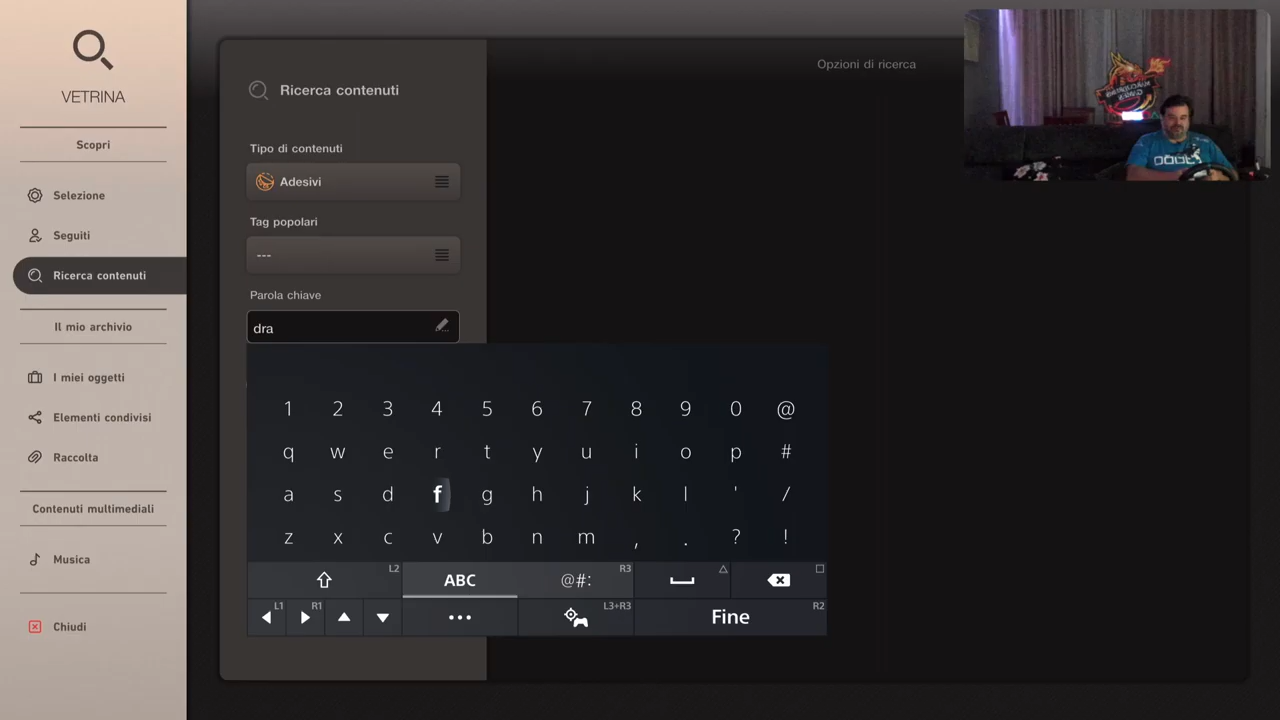 VETRINA
Scopri
Selezione
Seguiti
Ricerca contenuti
Il mio archivio
I miei oggetti
Elementi condivisi
Raccolta
Contenuti multimediali
Musica
Chiudi
Ricerca contenuti
Tipo di contenuti
Adesivi
Tag popolari
---
Parola chiave
dra
Opzioni di ricerca
1 2 3 4 5 6 7 8 9 0 @
q w e r t y u i o p #
a s d f g h j k l ' /
z x c v b n m , . ? !
L2 ABC @#: R3
L1 R1 ... L3+R3 Fine R2